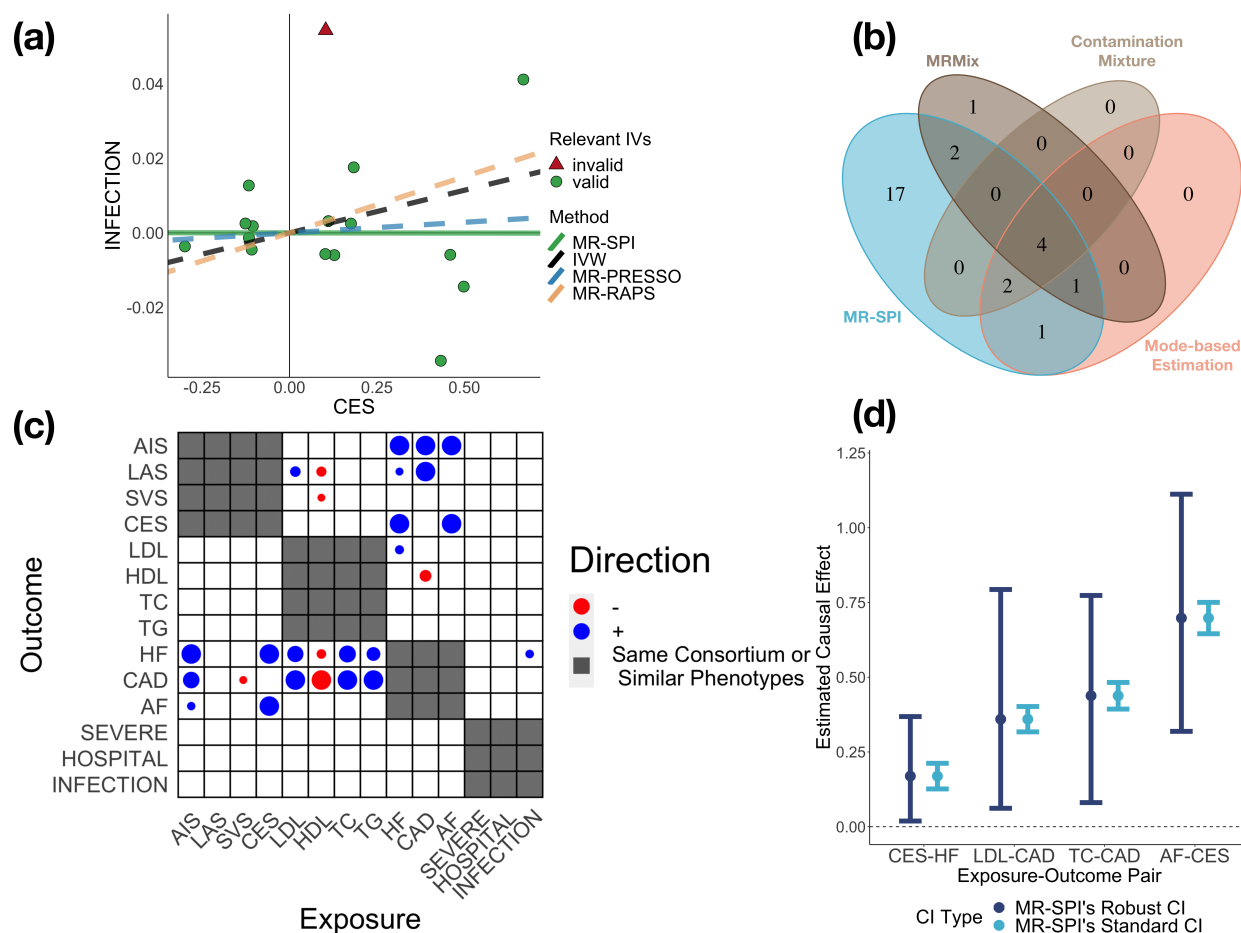 (a)
INFECTION
0.04
0.02
0.00
-0.02
-0.25
0.00
0.25
0.50
CES
Relevant IVs
invalid
valid
Method
MR-SPI
IVW
MR-PRESSO
MR-RAPS
(b)
MRMix
Contamination
Mixture
MR-SPI
Mode-based
Estimation
1
0
2
0
0
17
0
0
0
4
0
0
2
1
1
(c)
Outcome
AIS
LAS
SVS
CES
LDL
HDL
TC
TG
HF
CAD
AF
SEVERE
HOSPITAL
INFECTION
AIS
LAS
SVS
CES
LDL
HDL
TC
TG
HF
CAD
AF
SEVERE
HOSPITAL
INFECTION
Exposure
Direction
-
+
Same Consortium or
Similar Phenotypes
(d)
Estimated Causal Effect
1.25
1.00
0.75
0.50
0.25
0.00
CES-HF
LDL-CAD
TC-CAD
AF-CES
Exposure-Outcome Pair
CI Type
MR-SPI's Robust CI
MR-SPI's Standard CI